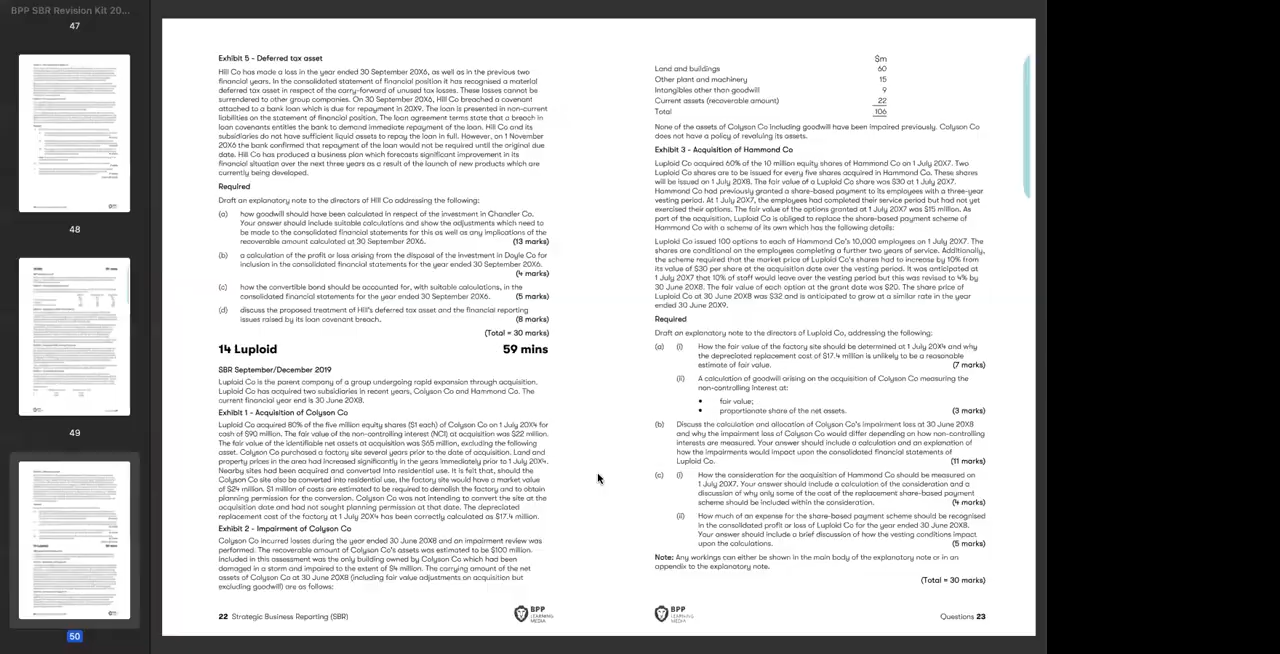 BPP SBR Revision Kit 20...
47
48
49
50
Exhibit 5 - Deferred tax asset
Hill Co has made a loss in the year ended 30 September 20X6, as well as in the previous two
financial years. In the consolidated statement of financial position it has recognised a material
deferred tax asset in respect of the carry-forward of unused tax losses. These losses cannot be
surrendered to other group companies. On 30 September 20X6, Hill Co breached a covenant
attached to a bank loan which is due for repayment in 20X9. The loan is presented in non-current
liabilities on the statement of financial position. The loan agreement terms state that a breach in
loan covenants entitles the bank to demand immediate repayment of the loan. Hill Co and its
subsidiaries do not have sufficient liquid assets to repay the loan in full. However, on 1 November
20X6 the bank confirmed that repayment of the loan would not be required until the original due
date. Hill Co has produced a business plan which forecasts significant improvement in its
financial situation over the next three years as a result of the launch of new products which are
currently being developed.
Required
Draft an explanatory note to the directors of Hill Co addressing the following:
(a) how goodwill should have been calculated in respect of the investment in Chandler Co.
Your answer should include suitable calculations and show the adjustments which need to
be made to the consolidated financial statements for this as well as any implications of the
recoverable amount calculated at 30 September 20X6. (13 marks)
(b) a calculation of the profit or loss arising from the disposal of the investment in Doyle Co for
inclusion in the consolidated financial statements for the year ended 30 September 20X6.
(4 marks)
(c) how the convertible bond should be accounted for, with suitable calculations, in the
consolidated financial statements for the year ended 30 September 20X6. (5 marks)
(d) discuss the proposed treatment of Hill's deferred tax asset and the financial reporting
issues raised by its loan covenant breach. (8 marks)
(Total = 30 marks)
14 Luploid 59 mins
SBR September/December 2019
Luploid Co is the parent company of a group undergoing rapid expansion through acquisition.
Luploid Co has acquired two subsidiaries in recent years, Colyson Co and Hammond Co. The
current financial year end is 30 June 20X8.
Exhibit 1 - Acquisition of Colyson Co
Luploid Co acquired 80% of the five million equity shares ($1 each) of Colyson Co on 1 July 20X4 for
cash of $90 million. The fair value of the non-controlling interest (NCI) at acquisition was $22 million.
The fair value of the identifiable net assets at acquisition was $65 million, excluding the following
asset. Colyson Co purchased a factory site several years prior to the date of acquisition. Land and
property prices in the area had increased significantly in the years immediately prior to 1 July 20X4.
Nearby sites had been acquired and converted into residential use. It is felt that, should the
Colyson Co site also be converted into residential use, the factory site would have a market value
of $24 million. $1 million of costs are estimated to be required to demolish the factory and to obtain
planning permission for the conversion. Colyson Co was not intending to convert the site at the
acquisition date and had not sought planning permission at that date. The depreciated
replacement cost of the factory at 1 July 20X4 has been correctly calculated as $17.4 million.
Exhibit 2 - Impairment of Colyson Co
Colyson Co incurred losses during the year ended 30 June 20X8 and an impairment review was
performed. The recoverable amount of Colyson Co's assets was estimated to be $100 million.
Included in this assessment was the only building owned by Colyson Co which had been
damaged in a storm and impaired to the extent of $4 million. The carrying amount of the net
assets of Colyson Co at 30 June 20X8 (including fair value adjustments on acquisition but
excluding goodwill) are as follows:
22 Strategic Business Reporting (SBR)
BPP
LEARNING
MEDIA
$m
Land and buildings 60
Other plant and machinery 15
Intangibles other than goodwill 9
Current assets (recoverable amount) 22
Total 106
None of the assets of Colyson Co including goodwill have been impaired previously. Colyson Co
does not have a policy of revaluing its assets.
Exhibit 3 - Acquisition of Hammond Co
Luploid Co acquired 60% of the 10 million equity shares of Hammond Co on 1 July 20X7. Two
Luploid Co shares are to be issued for every five shares acquired in Hammond Co. These shares
will be issued on 1 July 20X8. The fair value of a Luploid Co share was $30 at 1 July 20X7.
Hammond Co had previously granted a share-based payment to its employees with a three-year
vesting period. At 1 July 20X7, the employees had completed their service period but had not yet
exercised their options. The fair value of the options granted at 1 July 20X7 was $15 million. As
part of the acquisition, Luploid Co is obliged to replace the share-based payment scheme of
Hammond Co with a scheme of its own which has the following details:
Luploid Co issued 100 options to each of Hammond Co's 10,000 employees on 1 July 20X7. The
shares are conditional on the employees completing a further two years of service. Additionally,
the scheme required that the market price of Luploid Co's shares had to increase by 10% from
its value of $30 per share at the acquisition date over the vesting period. It was anticipated at
1 July 20X7 that 10% of staff would leave over the vesting period but this was revised to 4% by
30 June 20X8. The fair value of each option at the grant date was $20. The share price of
Luploid Co at 30 June 20X8 was $32 and is anticipated to grow at a similar rate in the year
ended 30 June 20X9.
Required
Draft an explanatory note to the directors of Luploid Co, addressing the following:
(a) (i) How the fair value of the factory site should be determined at 1 July 20X4 and why
the depreciated replacement cost of $17.4 million is unlikely to be a reasonable
estimate of fair value. (7 marks)
(ii) A calculation of goodwill arising on the acquisition of Colyson Co measuring the
non-controlling interest at:
• fair value;
• proportionate share of the net assets. (3 marks)
(b) Discuss the calculation and allocation of Colyson Co's impairment loss at 30 June 20X8
and why the impairment loss of Colyson Co would differ depending on how non-controlling
interests are measured. Your answer should include a calculation and an explanation of
how the impairments would impact upon the consolidated financial statements of
Luploid Co. (11 marks)
(c) (i) How the consideration for the acquisition of Hammond Co should be measured on
1 July 20X7. Your answer should include a calculation of the consideration and a
discussion of why only some of the cost of the replacement share-based payment
scheme should be included within the consideration. (4 marks)
(ii) How much of an expense for the share-based payment scheme should be recognised
in the consolidated profit or loss of Luploid Co for the year ended 30 June 20X8.
Your answer should include a brief discussion of how the vesting conditions impact
upon the calculations. (5 marks)
Note: Any workings can either be shown in the main body of the explanatory note or in an
appendix to the explanatory note.
(Total = 30 marks)
BPP
LEARNING
MEDIA
Questions 23